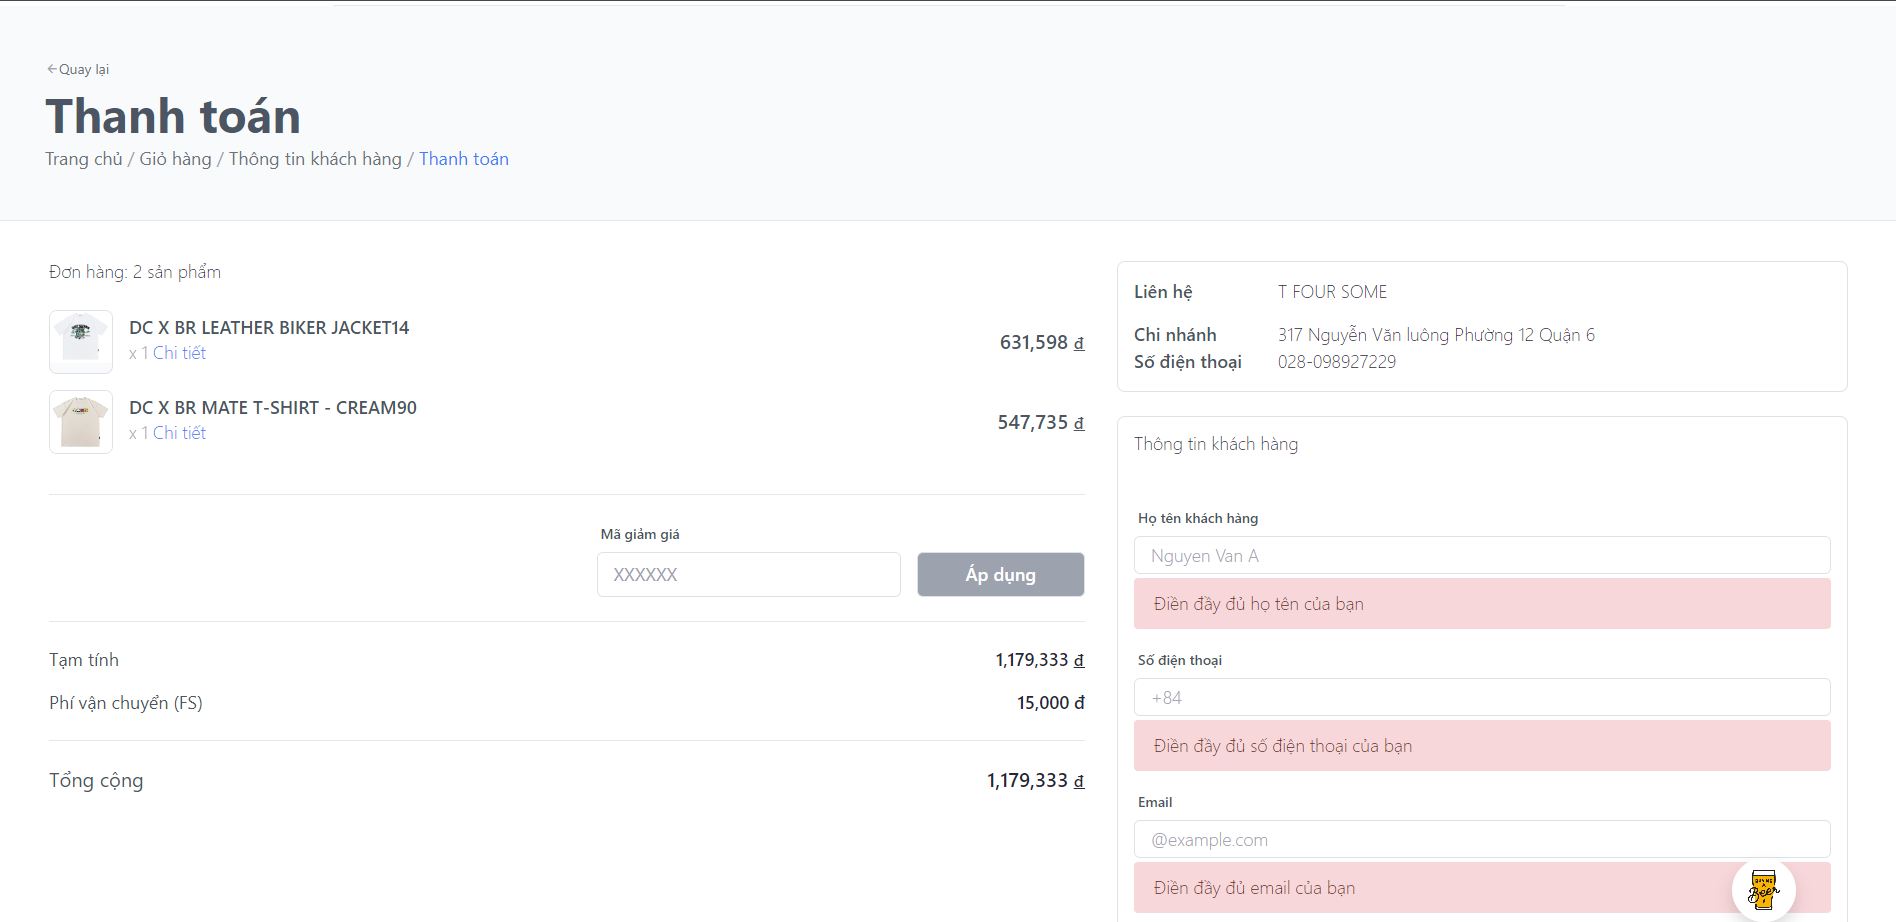 Quay lại
Thanh toán
Trang chủ / Giỏ hàng / Thông tin khách hàng / Thanh toán
Đơn hàng: 2 sản phẩm
DC X BR LEATHER BIKER JACKET14
x 1 Chi tiết
631,598 đ
DC X BR MATE T-SHIRT - CREAM90
x 1 Chi tiết
547,735 đ
Mã giảm giá
XXXXXX
Áp dụng
Tạm tính
1,179,333 đ
Phí vận chuyển (FS)
15,000 đ
Tổng cộng
1,179,333 đ
Liên hệ
T FOUR SOME
Chi nhánh
317 Nguyễn Văn luông Phường 12 Quận 6
Số điện thoại
028-098927229
Thông tin khách hàng
Họ tên khách hàng
Nguyen Van A
Điền đầy đủ họ tên của bạn
Số điện thoại
+84
Điền đầy đủ số điện thoại của bạn
Email
@example.com
Điền đầy đủ email của bạn
Beer